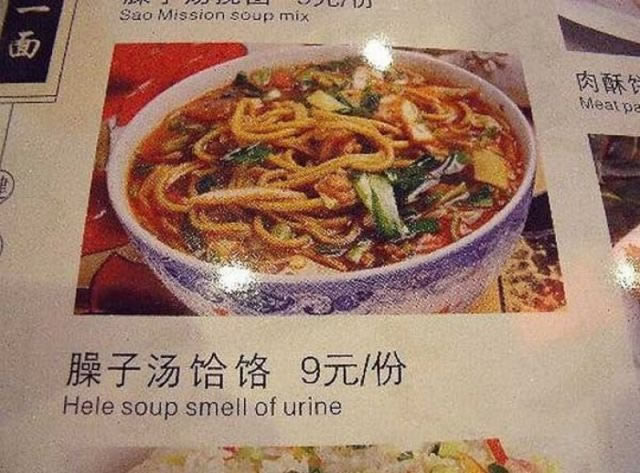 一面
Sao Mission soup mix
肉酥
Meat pa
臊子汤饸饹 9元/份
Hele soup smell of urine